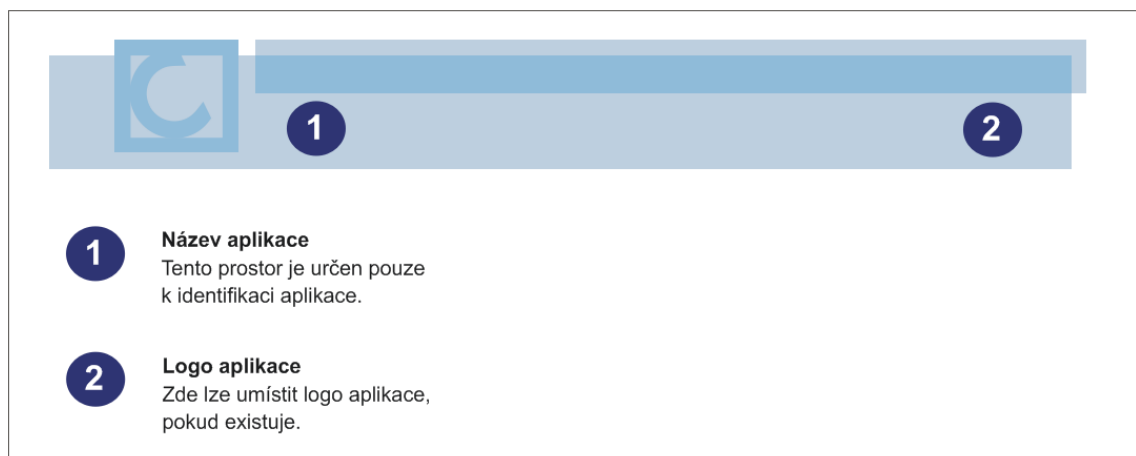 1
2
1
Název aplikace
Tento prostor je určen pouze
k identifikaci aplikace.
2
Logo aplikace
Zde lze umístit logo aplikace,
pokud existuje.